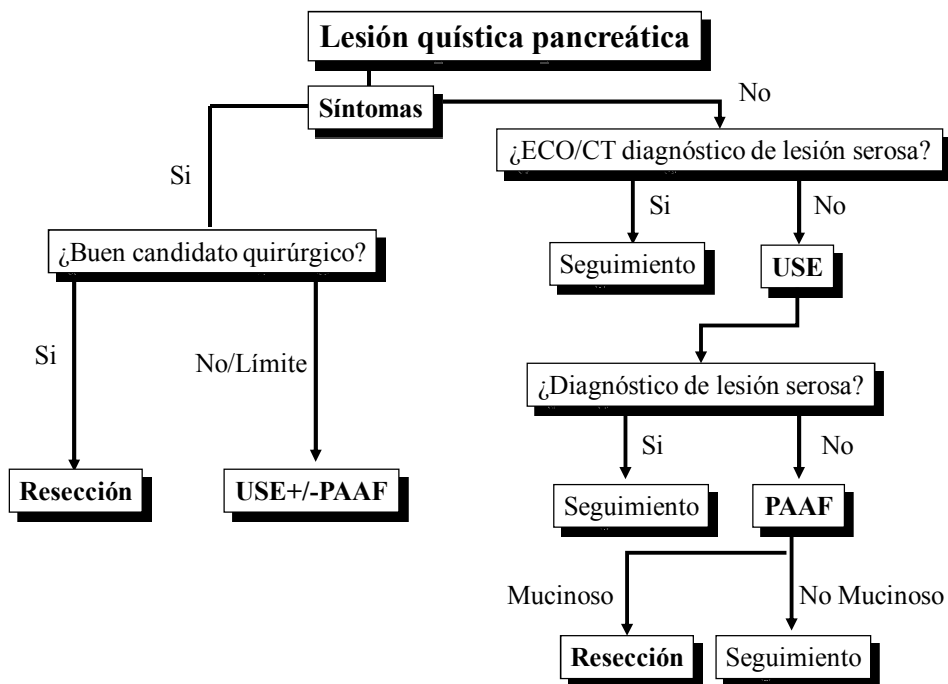 Lesión quística pancreática
Síntomas
No
¿ECO/CT diagnóstico de lesión serosa?
Si
Si
No
¿Buen candidato quirúrgico?
Seguimiento
USE
Si
No/Límite
¿Diagnóstico de lesión serosa?
Si
No
Resección
USE+/-PAAF
Seguimiento
PAAF
Mucinoso
No Mucinoso
Resección
Seguimiento